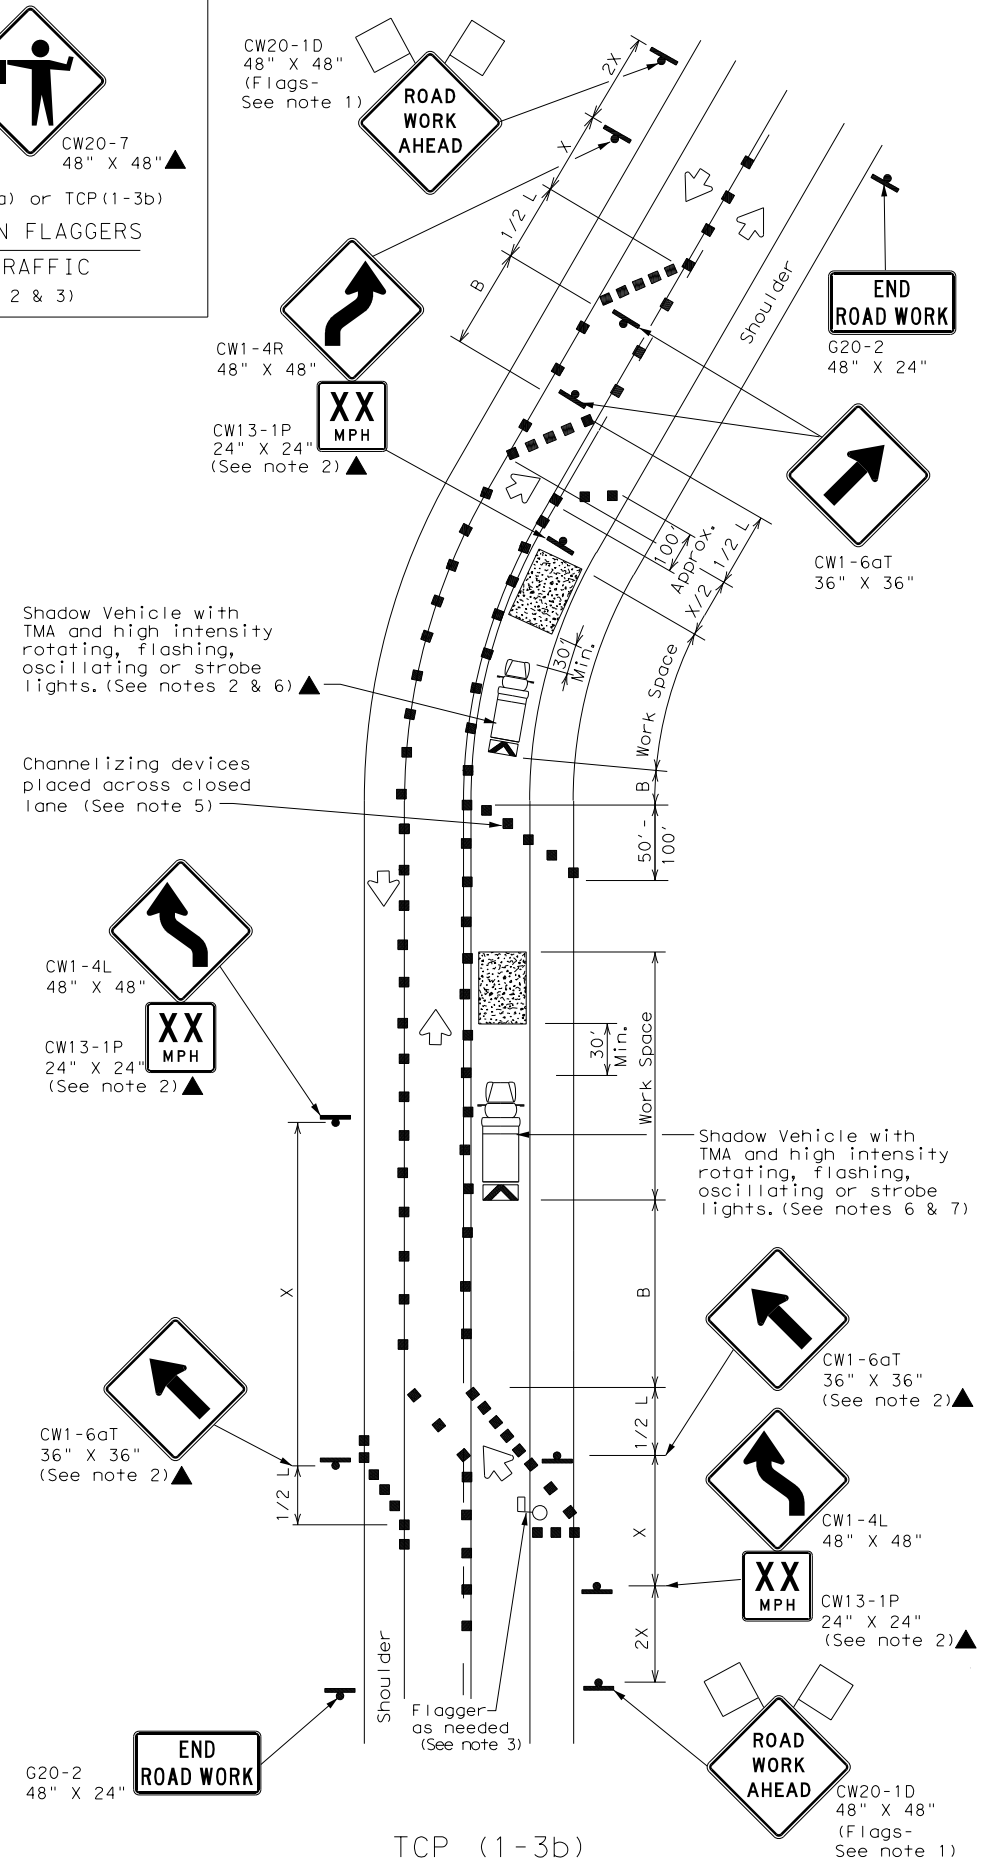 CW20-7
48" X 48"
a) or TCP(1-3b)
N FLAGGERS
RAFFIC
2 & 3)
CW20-1D
48" X 48"
(Flags-
See note 1)
ROAD
WORK
AHEAD
2X
X
1/2 L
B
Shoulder
END
ROAD WORK
G20-2
48" X 24"
CW1-4R
48" X 48"
XX
MPH
CW13-1P
24" X 24"
(See note 2)
CW1-6aT
36" X 36"
100'
Approx.
1/2 L
X/2
30'
Min.
Work Space
B
50'-
100'
Shadow Vehicle with
TMA and high intensity
rotating, flashing,
oscillating or strobe
lights. (See notes 2 & 6)
Channelizing devices
placed across closed
lane (See note 5)
CW1-4L
48" X 48"
XX
MPH
CW13-1P
24" X 24"
(See note 2)
30'
Min.
Work Space
Shadow Vehicle with
TMA and high intensity
rotating, flashing,
oscillating or strobe
lights. (See notes 6 & 7)
X
B
CW1-6aT
36" X 36"
(See note 2)
1/2 L
CW1-6aT
36" X 36"
(See note 2)
1/2 L
X
CW1-4L
48" X 48"
XX
MPH
CW13-1P
24" X 24"
(See note 2)
2X
Shoulder
Flagger
as needed
(See note 3)
END
ROAD WORK
G20-2
48" X 24"
ROAD
WORK
AHEAD
CW20-1D
48" X 48"
(Flags-
See note 1)
TCP (1-3b)